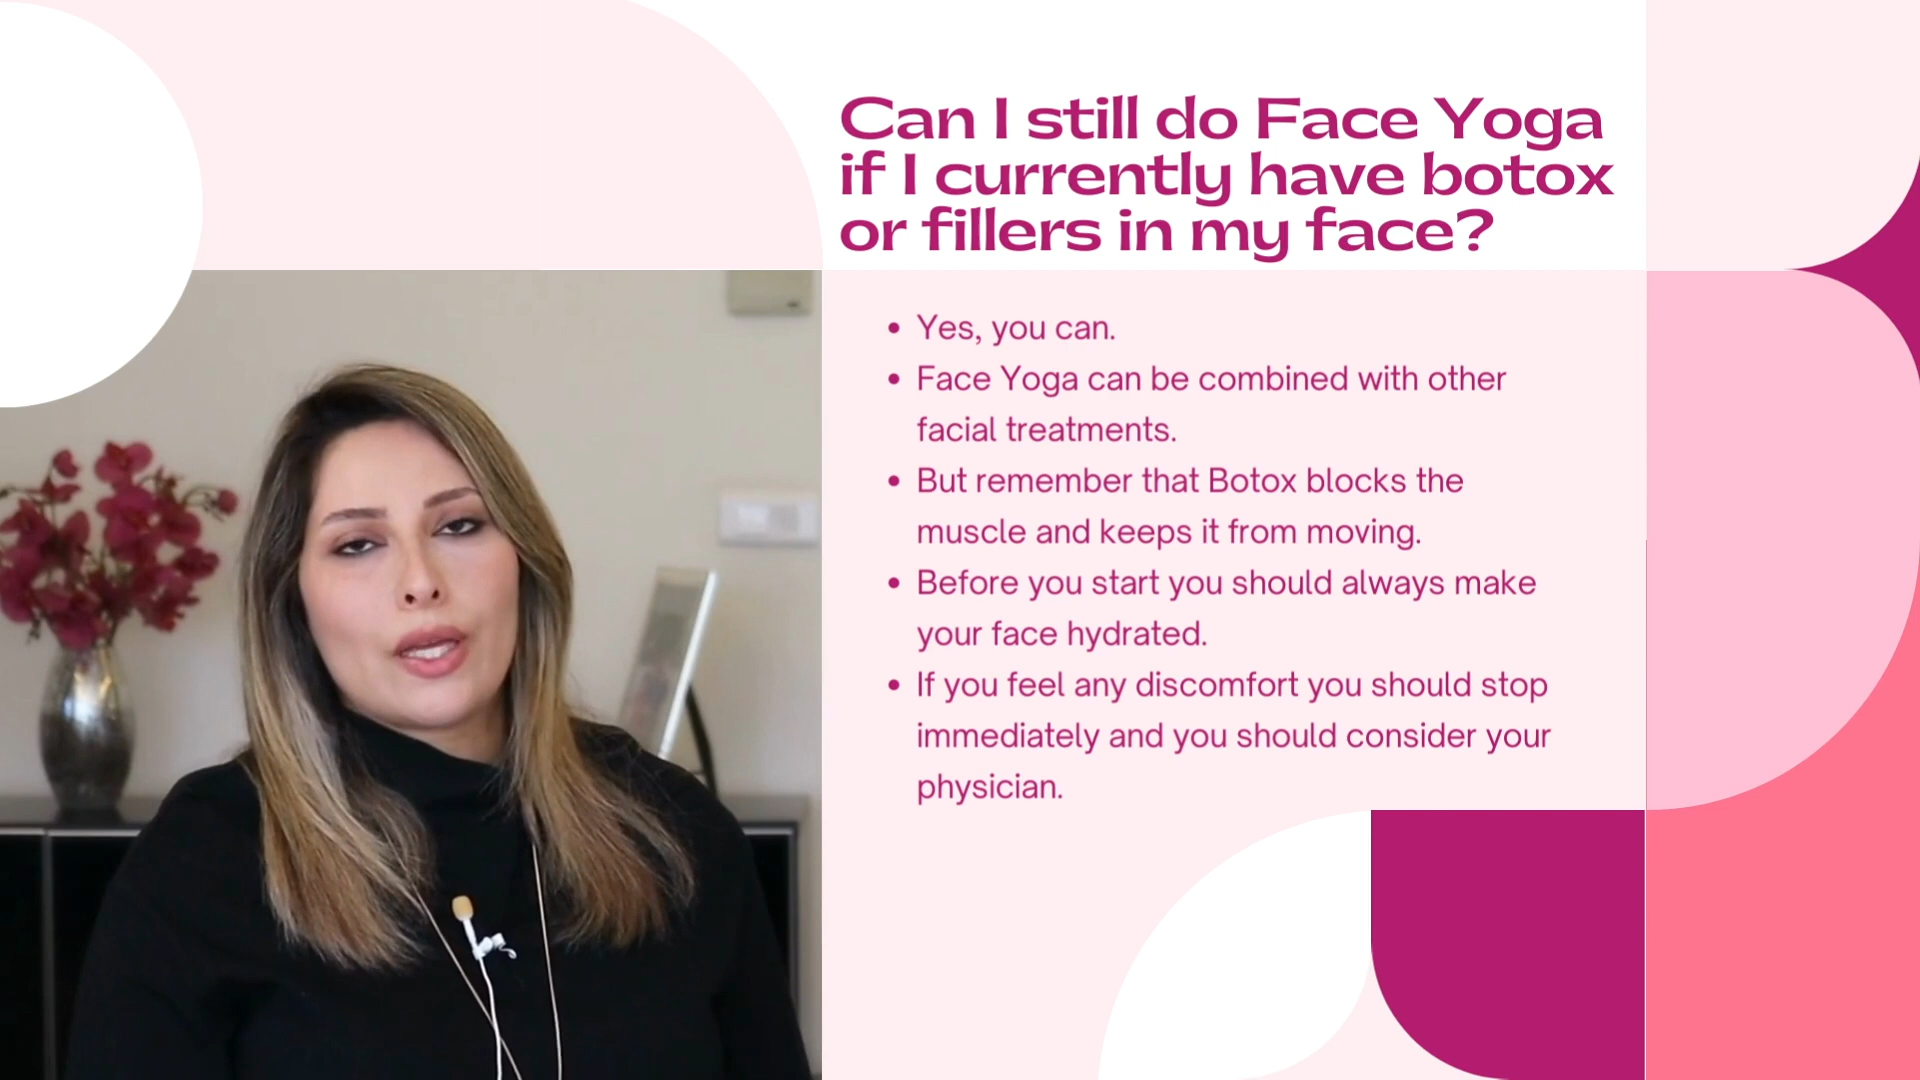 Can I still do Face Yoga
if I currently have botox
or fillers in my face?
• Yes, you can.
• Face Yoga can be combined with other
facial treatments.
• But remember that Botox blocks the
muscle and keeps it from moving.
• Before you start you should always make
your face hydrated.
• If you feel any discomfort you should stop
immediately and you should consider your
physician.